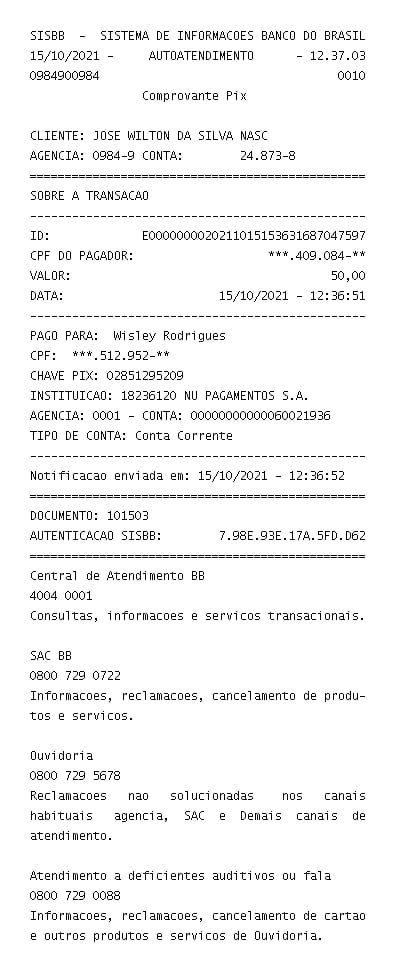 SISBB - SISTEMA DE INFORMACOES BANCO DO BRASIL
15/10/2021 - AUTOATENDIMENTO - 12.37.03
0984900984 0010
Comprovante Pix
CLIENTE: JOSE WILTON DA SILVA NASC
AGENCIA: 0984-9 CONTA: 24.873-8
================================================
SOBRE A TRANSACAO
------------------------------------------------
ID: E0000000020211015153631687047597
CPF DO PAGADOR: ***.409.084-**
VALOR: 50,00
DATA: 15/10/2021 - 12:36:51
------------------------------------------------
PAGO PARA: Wisley Rodrigues
CPF: ***.512.952-**
CHAVE PIX: 02851295209
INSTITUICAO: 18236120 NU PAGAMENTOS S.A.
AGENCIA: 0001 - CONTA: 00000000000060021936
TIPO DE CONTA: Conta Corrente
------------------------------------------------
Notificacao enviada em: 15/10/2021 - 12:36:52
================================================
DOCUMENTO: 101503
AUTENTICACAO SISBB: 7.98E.93E.17A.5FD.D62
================================================
Central de Atendimento BB
4004 0001
Consultas, informacoes e servicos transacionais.
SAC BB
0800 729 0722
Informacoes, reclamacoes, cancelamento de produ-
tos e servicos.
Ouvidoria
0800 729 5678
Reclamacoes nao solucionadas nos canais
habituais agencia, SAC e Demais canais de
atendimento.
Atendimento a deficientes auditivos ou fala
0800 729 0088
Informacoes, reclamacoes, cancelamento de cartao
e outros produtos e servicos de Ouvidoria.